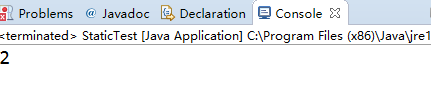 Problems @ Javadoc Declaration Console
<terminated> StaticTest [Java Application] C:\Program Files (x86)\Java\jre1
2